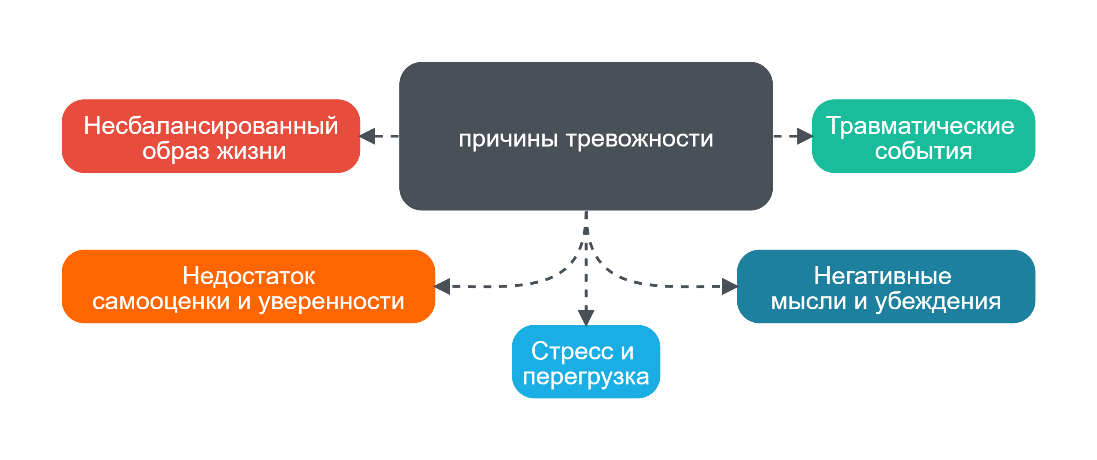 причины тревожности
Несбалансированный
образ жизни
Травматические
события
Недостаток
самооценки и уверенности
Негативные
мысли и убеждения
Стресс и
перегрузка